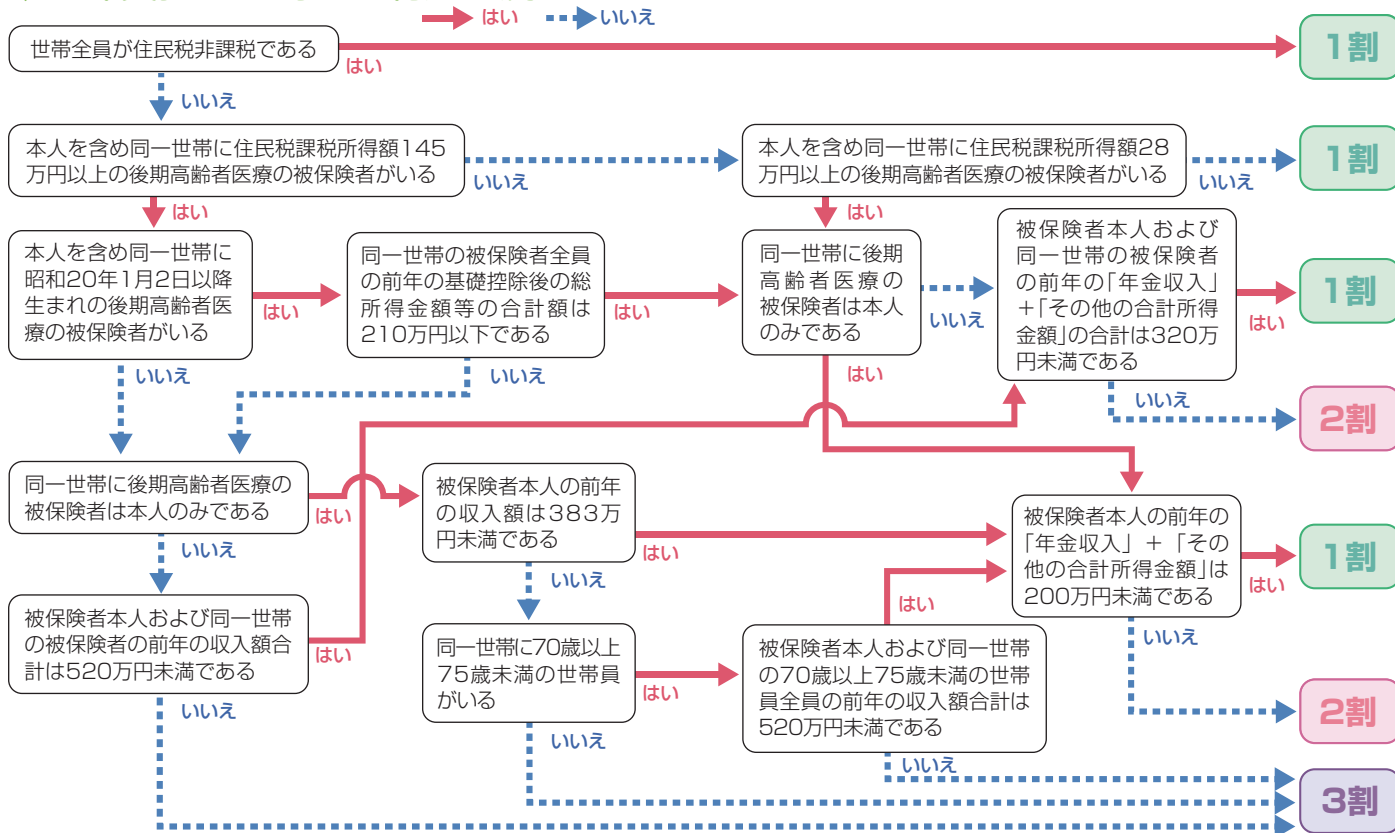 はい
いいえ
世帯全員が住民税非課税である
はい
1割
いいえ
本人を含め同一世帯に住民税課税所得額145
万円以上の後期高齢者医療の被保険者がいる
いいえ
本人を含め同一世帯に住民税課税所得額28
万円以上の後期高齢者医療の被保険者がいる
いいえ
1割
はい
はい
本人を含め同一世帯に
昭和20年1月2日以降
生まれの後期高齢者医
療の被保険者がいる
はい
同一世帯の被保険者全員
の前年の基礎控除後の総
所得金額等の合計額は
210万円以下である
はい
同一世帯に後期
高齢者医療の
被保険者は本人
のみである
いいえ
被保険者本人および
同一世帯の被保険者
の前年の「年金収入」
+「その他の合計所得
金額」の合計は320万
円未満である
はい
1割
いいえ
いいえ
はい
いいえ
2割
同一世帯に後期高齢者医療の
被保険者は本人のみである
はい
被保険者本人の前年
の収入額は383万
円未満である
はい
被保険者本人の前年の
「年金収入」+「その
他の合計所得金額」は
200万円未満である
はい
1割
いいえ
いいえ
はい
いいえ
被保険者本人および同一世帯
の被保険者の前年の収入額合
計は520万円未満である
はい
同一世帯に70歳以上
75歳未満の世帯員
がいる
はい
被保険者本人および同一世帯
の70歳以上75歳未満の世帯
員全員の前年の収入額合計は
520万円未満である
2割
いいえ
いいえ
いいえ
3割